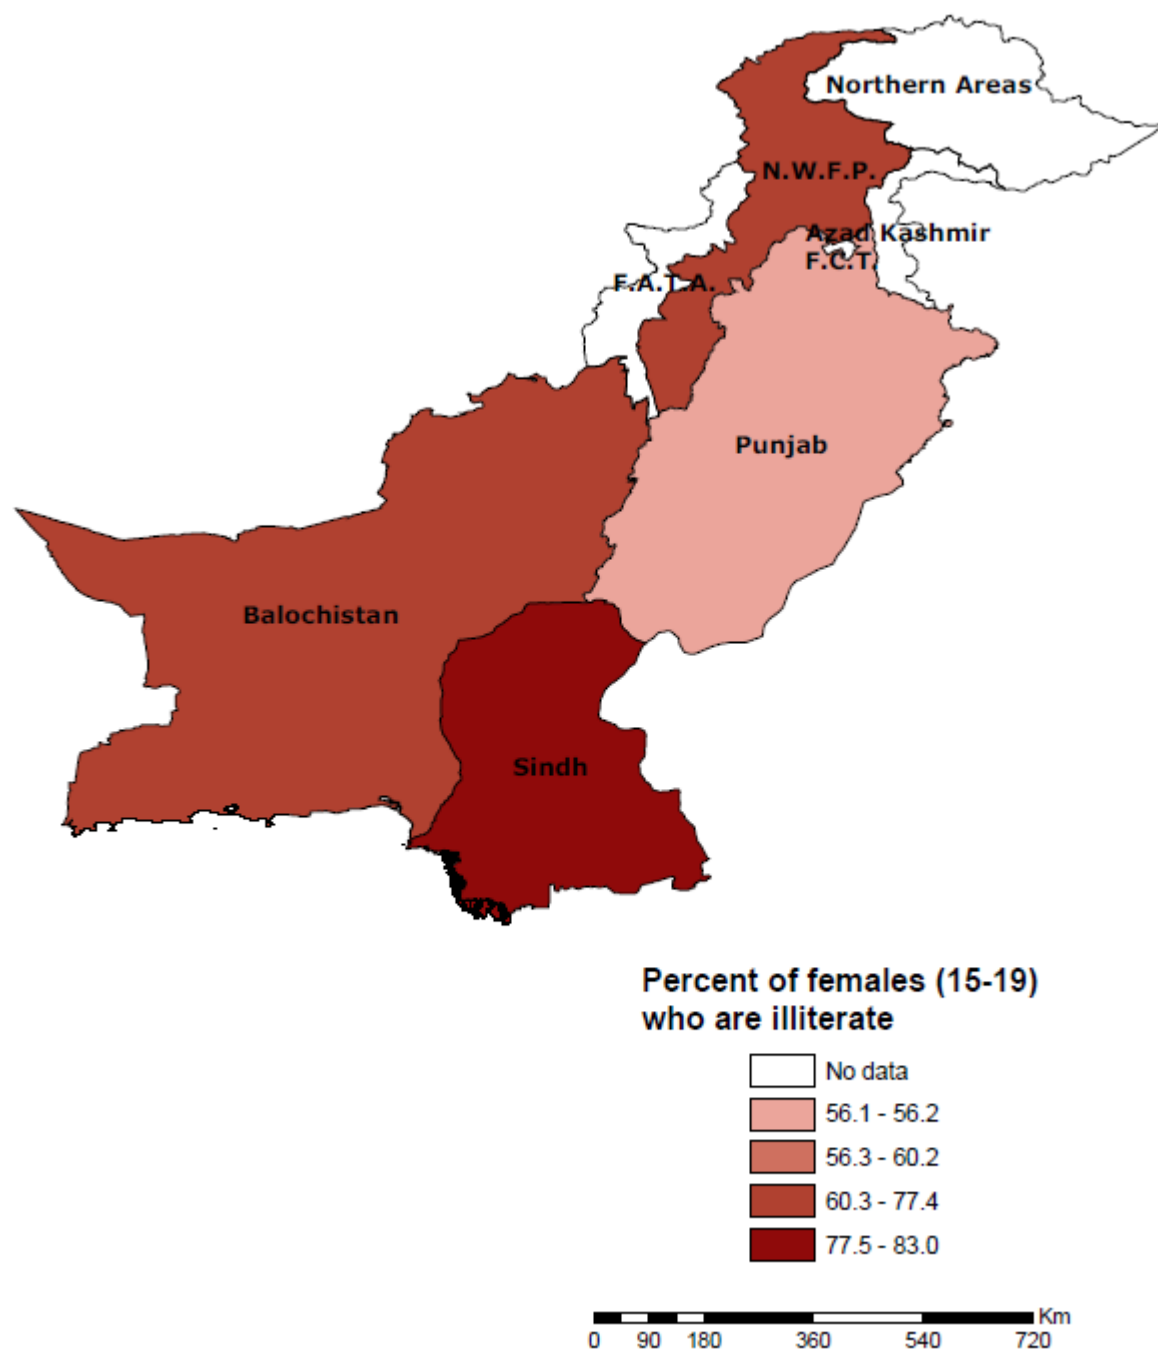 Northern Areas
N.W.F.P.
Azad Kashmir
F.C.T.
F.A.T.A.
Punjab
Balochistan
Sindh
Percent of females (15-19)
who are illiterate
No data
56.1 - 56.2
56.3 - 60.2
60.3 - 77.4
77.5 - 83.0
Km
0 90 180 360 540 720